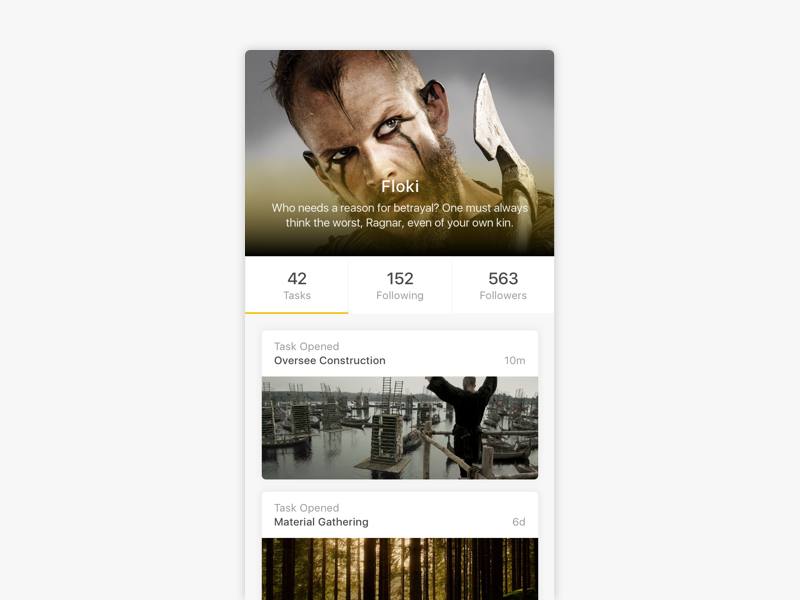 Floki
Who needs a reason for betrayal? One must always
think the worst, Ragnar, even of your own kin.
42
Tasks
152
Following
563
Followers
Task Opened
Oversee Construction
10m
Task Opened
Material Gathering
6d